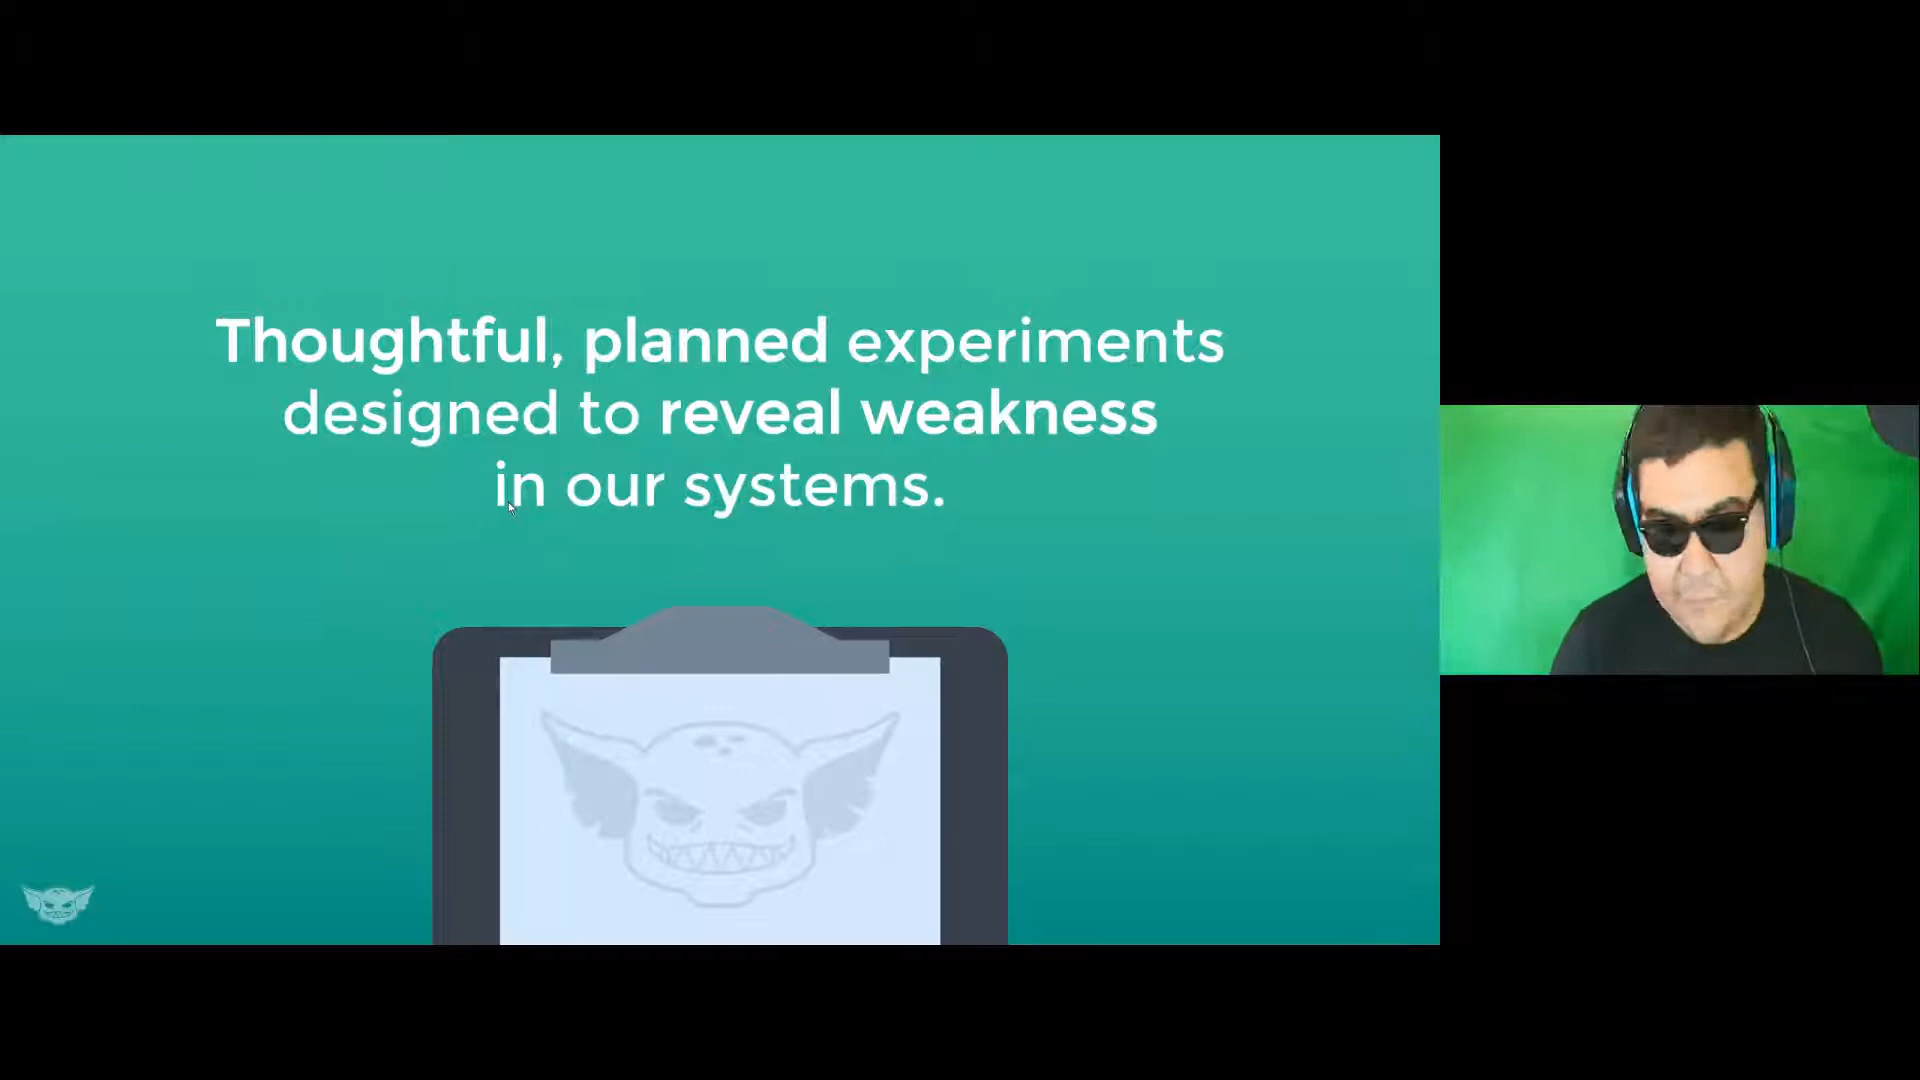 Thoughtful, planned experiments
designed to reveal weakness
in our systems.